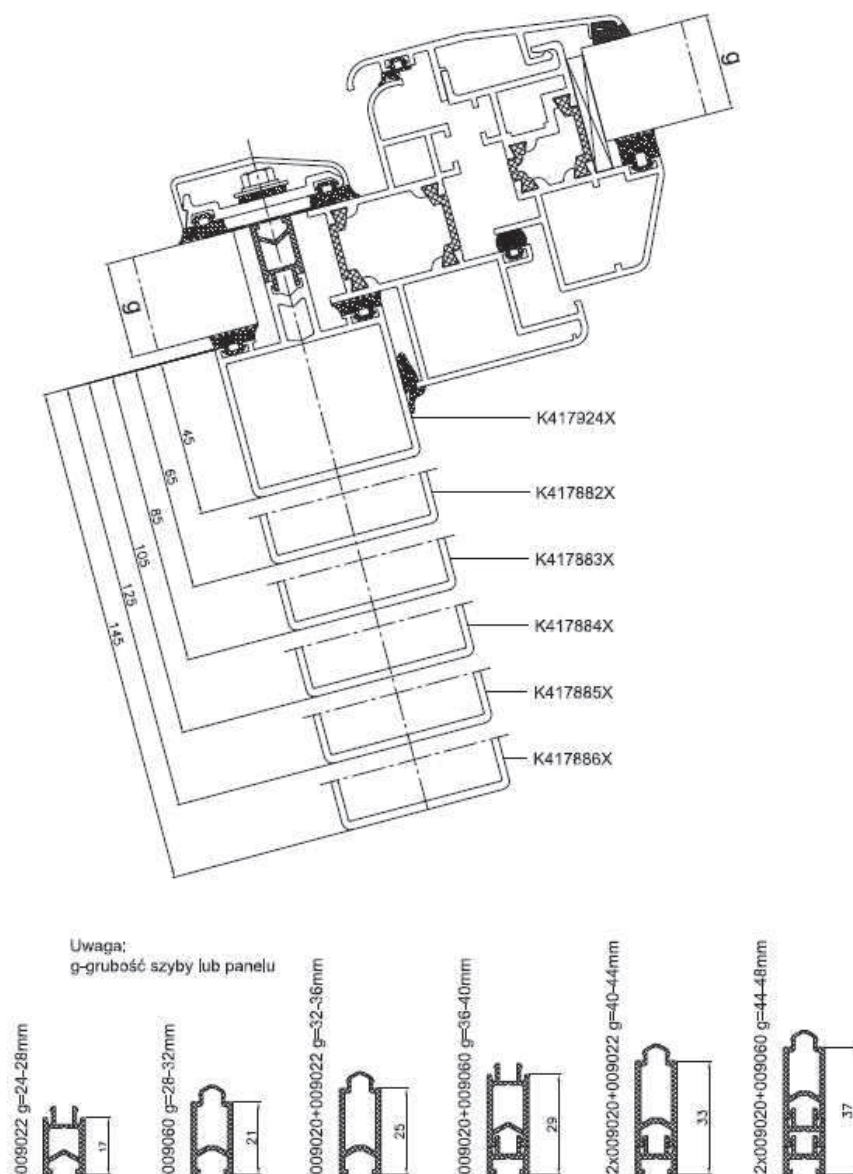 g
g
K417924X
45
K417882X
65
K417883X
85
K417884X
105
K417885X
125
K417886X
145
Uwaga:
g-grubość szyby lub panelu
009022 g=24-28mm
17
009060 g=28-32mm
21
009020+009022 g=32-36mm
25
009020+009060 g=36-40mm
29
2x009020+009022 g=40-44mm
33
2x009020+009060 g=44-48mm
37